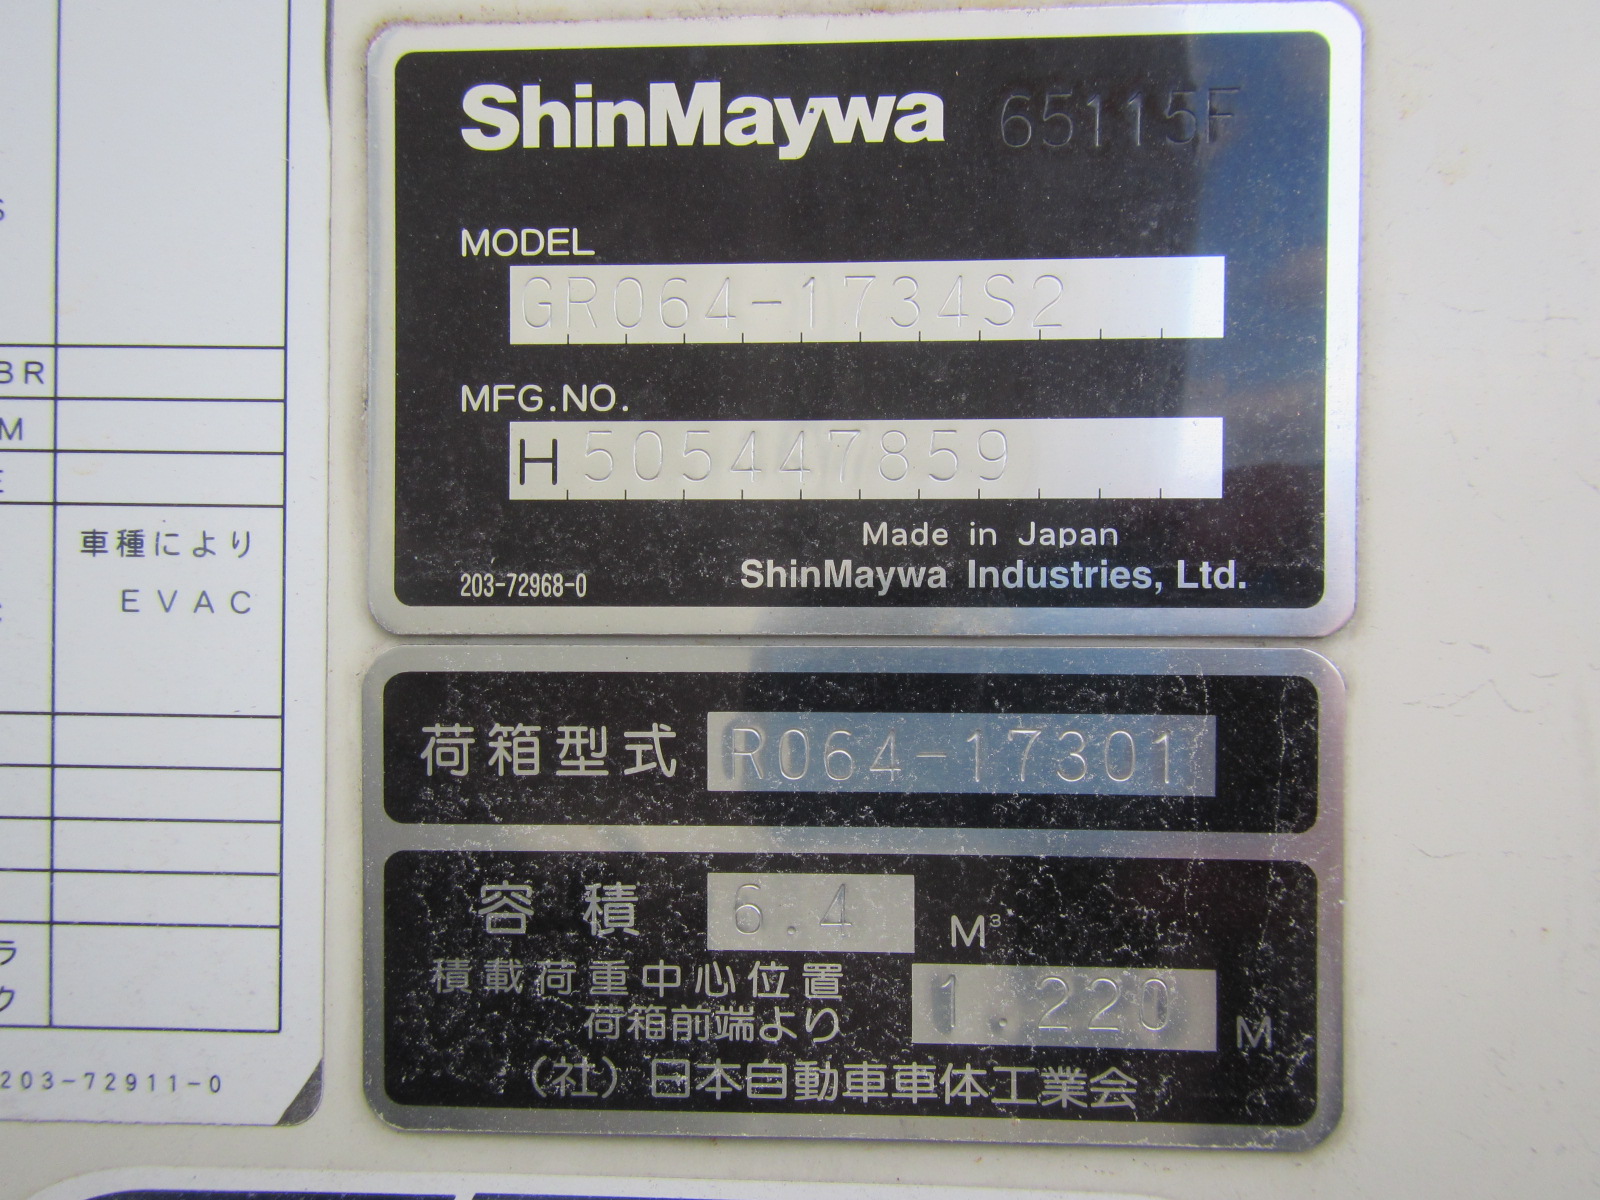 ShinMaywa 65115F
MODEL
GR064-1734S2
MFG.NO.
H505447859
Made in Japan
203-72968-0 ShinMaywa Industries, Ltd.
荷箱型式 R064-17301
容積 6.4 M³
積載荷重中心位置
荷箱前端より 1.220 M
(社)日本自動車車体工業会
BR
M
車種により
EVAC
ラ
ク
203-72911-0